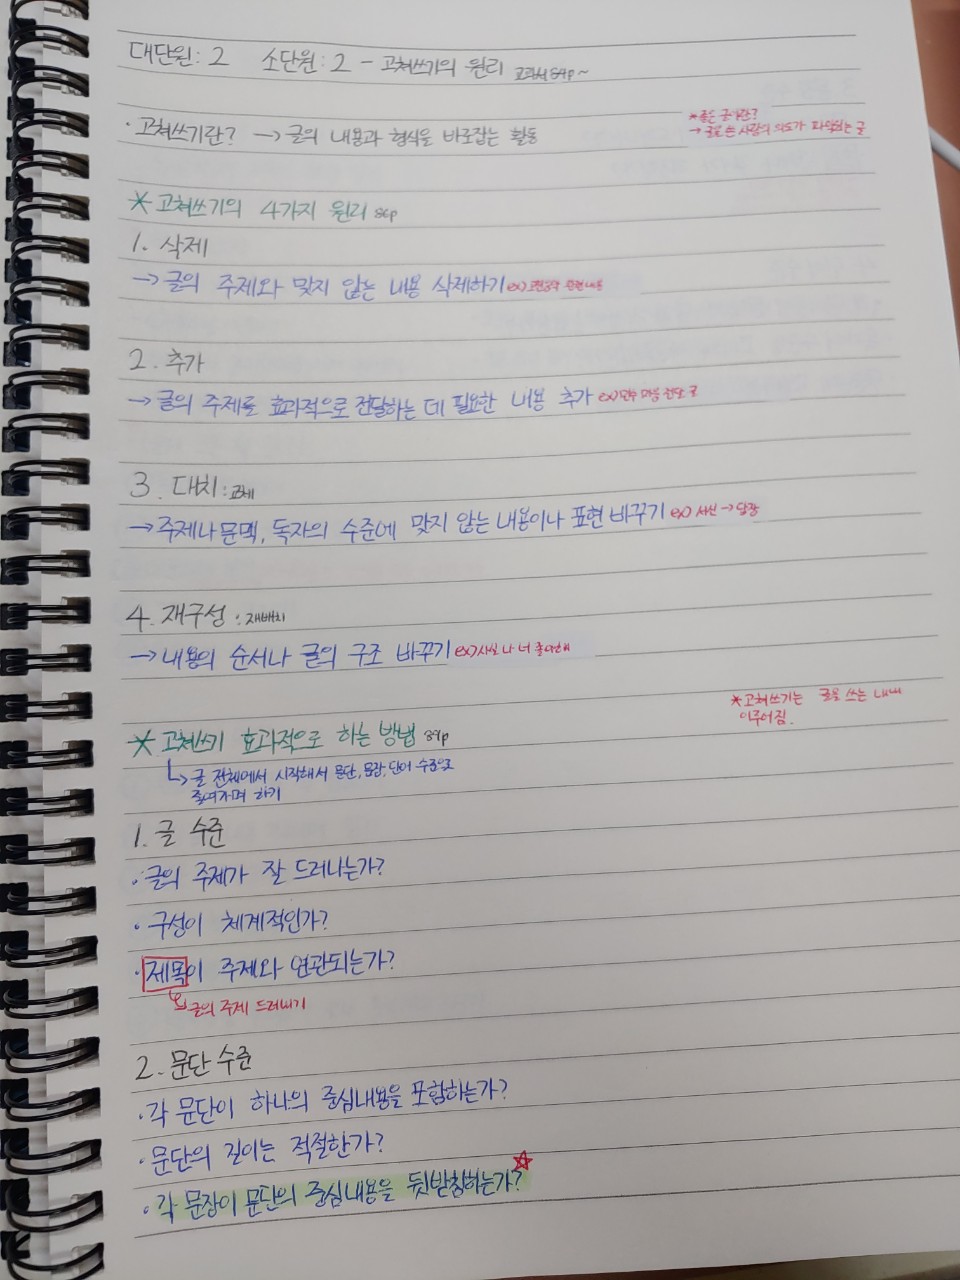 대단원: 2 소단원: 2 - 고쳐쓰기의 원리 교과서 84p~
*좋은 글이란?
· 고쳐쓰기란? → 글의 내용과 형식을 바로잡는 활동
→ 글쓰는 사람의 의도가 글
* 고쳐쓰기의 4가지 원리 86p
1. 삭제
→ 글의 주제와 맞지 않는 내용 삭제하기 ex) 관련 내용
2. 추가
→ 글의 주제를 효과적으로 전달하는 데 필요한 내용 추가 ex) 마음 전달
3. 대치 : 교체
→ 주제나 문맥, 독자의 수준에 맞지 않는 내용이나 표현 바꾸기 ex) 서신 → 답장
4. 재구성 : 재배치
→ 내용의 순서나 글의 구조 바꾸기 ex) 사실 나 너 좋아해
* 고쳐쓰기는 글을 쓰는 내내
이루어짐.
* 고쳐쓰기 효과적으로 하는 방법 89p
↳ 글 전체에서 시작해서 문단, 문장, 단어 수준으로
줄여가며 하기
1. 글 수준
· 글의 주제가 잘 드러나는가?
· 구성이 체계적인가?
· 제목이 주제와 연관되는가?
↳ 글의 주제 드러내기
2. 문단 수준
· 각 문단이 하나의 중심내용을 포함하는가?
· 문단의 길이는 적절한가?
· 각 문장이 문단의 중심내용을 뒷받침하는가? ☆